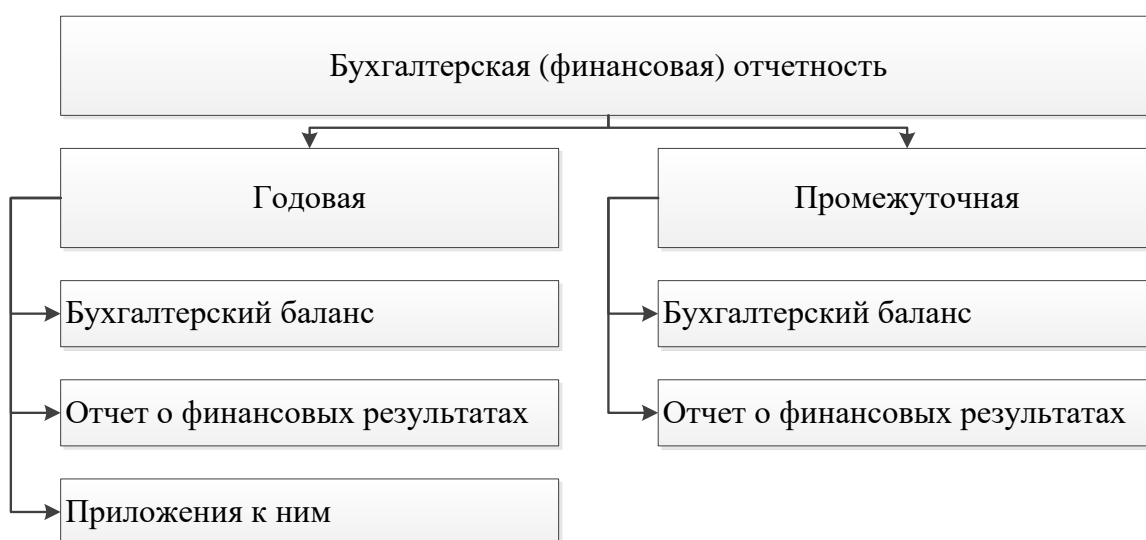 Бухгалтерская (финансовая) отчетность
Годовая
Промежуточная
Бухгалтерский баланс
Бухгалтерский баланс
Отчет о финансовых результатах
Отчет о финансовых результатах
Приложения к ним